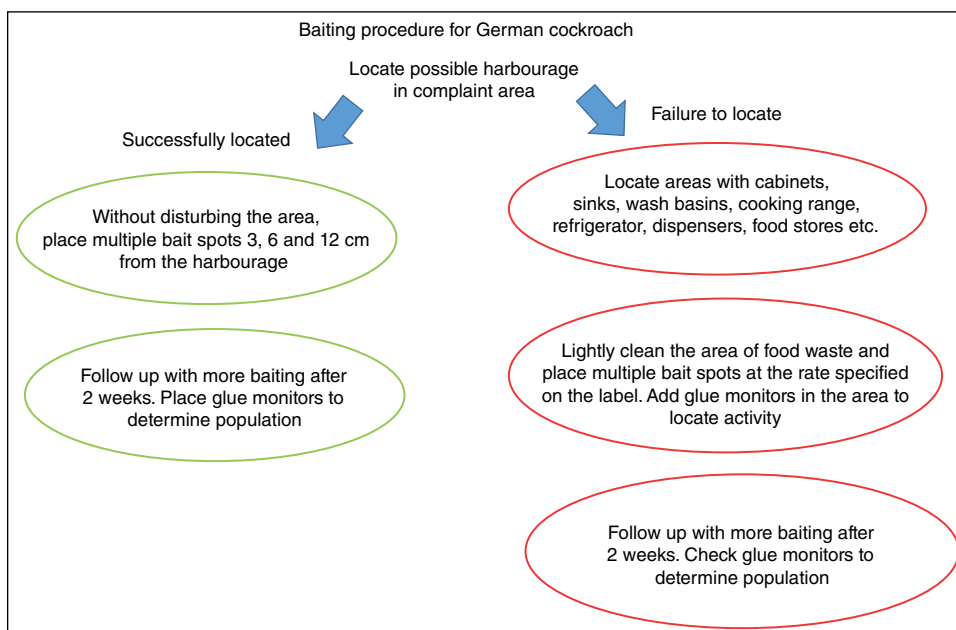 Baiting procedure for German cockroach
Locate possible harbourage
in complaint area
Successfully located
Without disturbing the area,
place multiple bait spots 3, 6 and 12 cm
from the harbourage
Follow up with more baiting after
2 weeks. Place glue monitors to
determine population
Failure to locate
Locate areas with cabinets,
sinks, wash basins, cooking range,
refrigerator, dispensers, food stores etc.
Lightly clean the area of food waste and
place multiple bait spots at the rate specified
on the label. Add glue monitors in the area to
locate activity
Follow up with more baiting after
2 weeks. Check glue monitors to
determine population